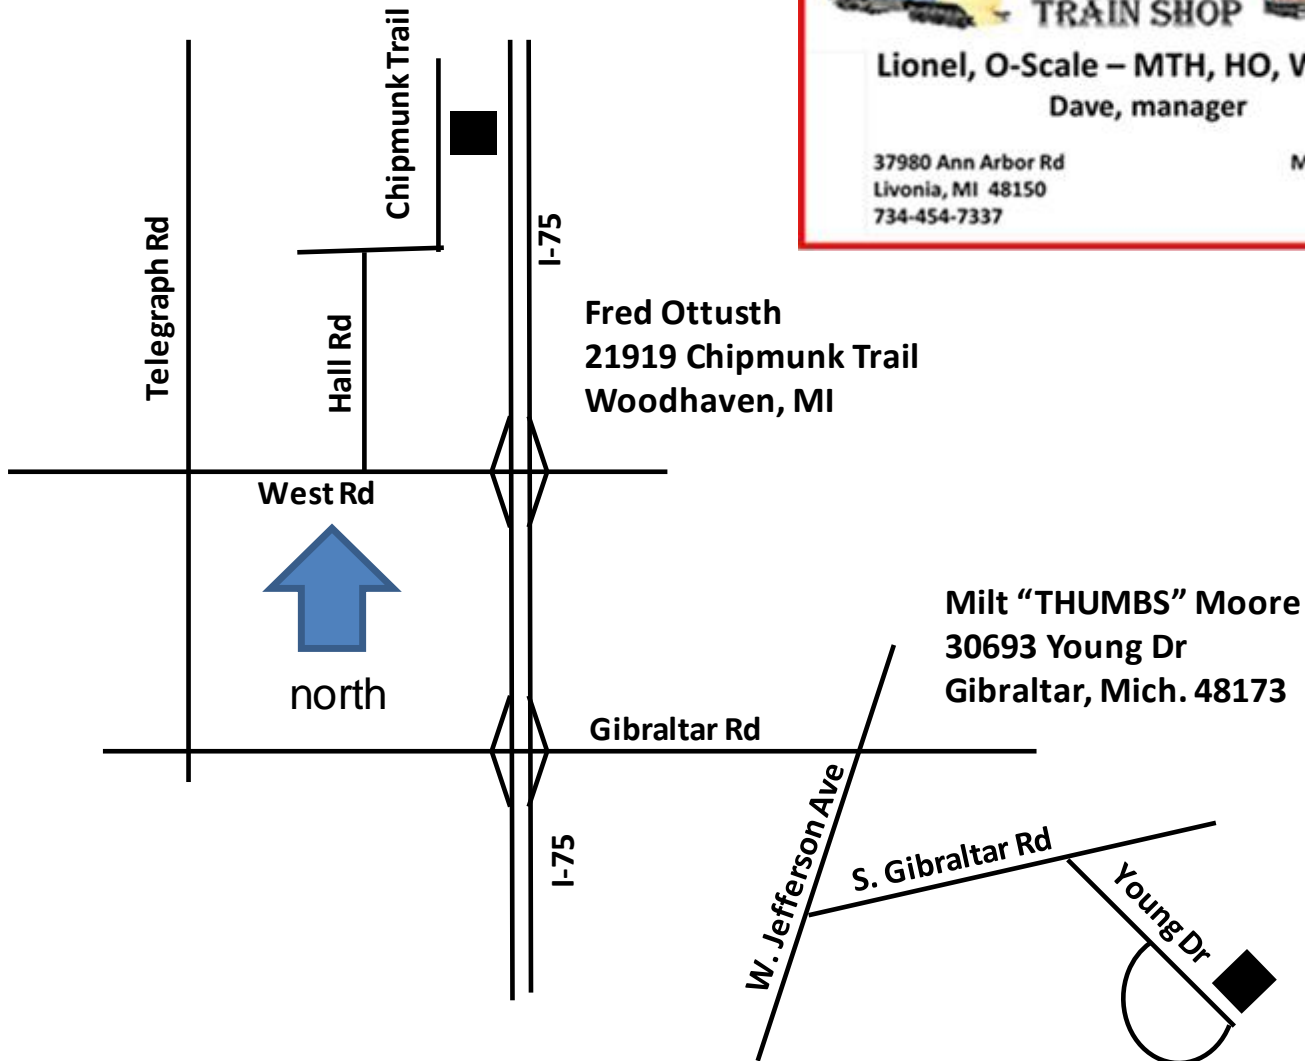 TRAIN SHOP
Lionel, O-Scale – MTH, HO, W
Dave, manager
37980 Ann Arbor Rd
M
Livonia, MI 48150
734-454-7337
Chipmunk Trail
Telegraph Rd
I-75
Hall Rd
Fred Ottusth
21919 Chipmunk Trail
Woodhaven, MI
West Rd
north
Milt “THUMBS” Moore
30693 Young Dr
Gibraltar, Mich. 48173
Gibraltar Rd
I-75
W. Jefferson Ave
S. Gibraltar Rd
Young Dr